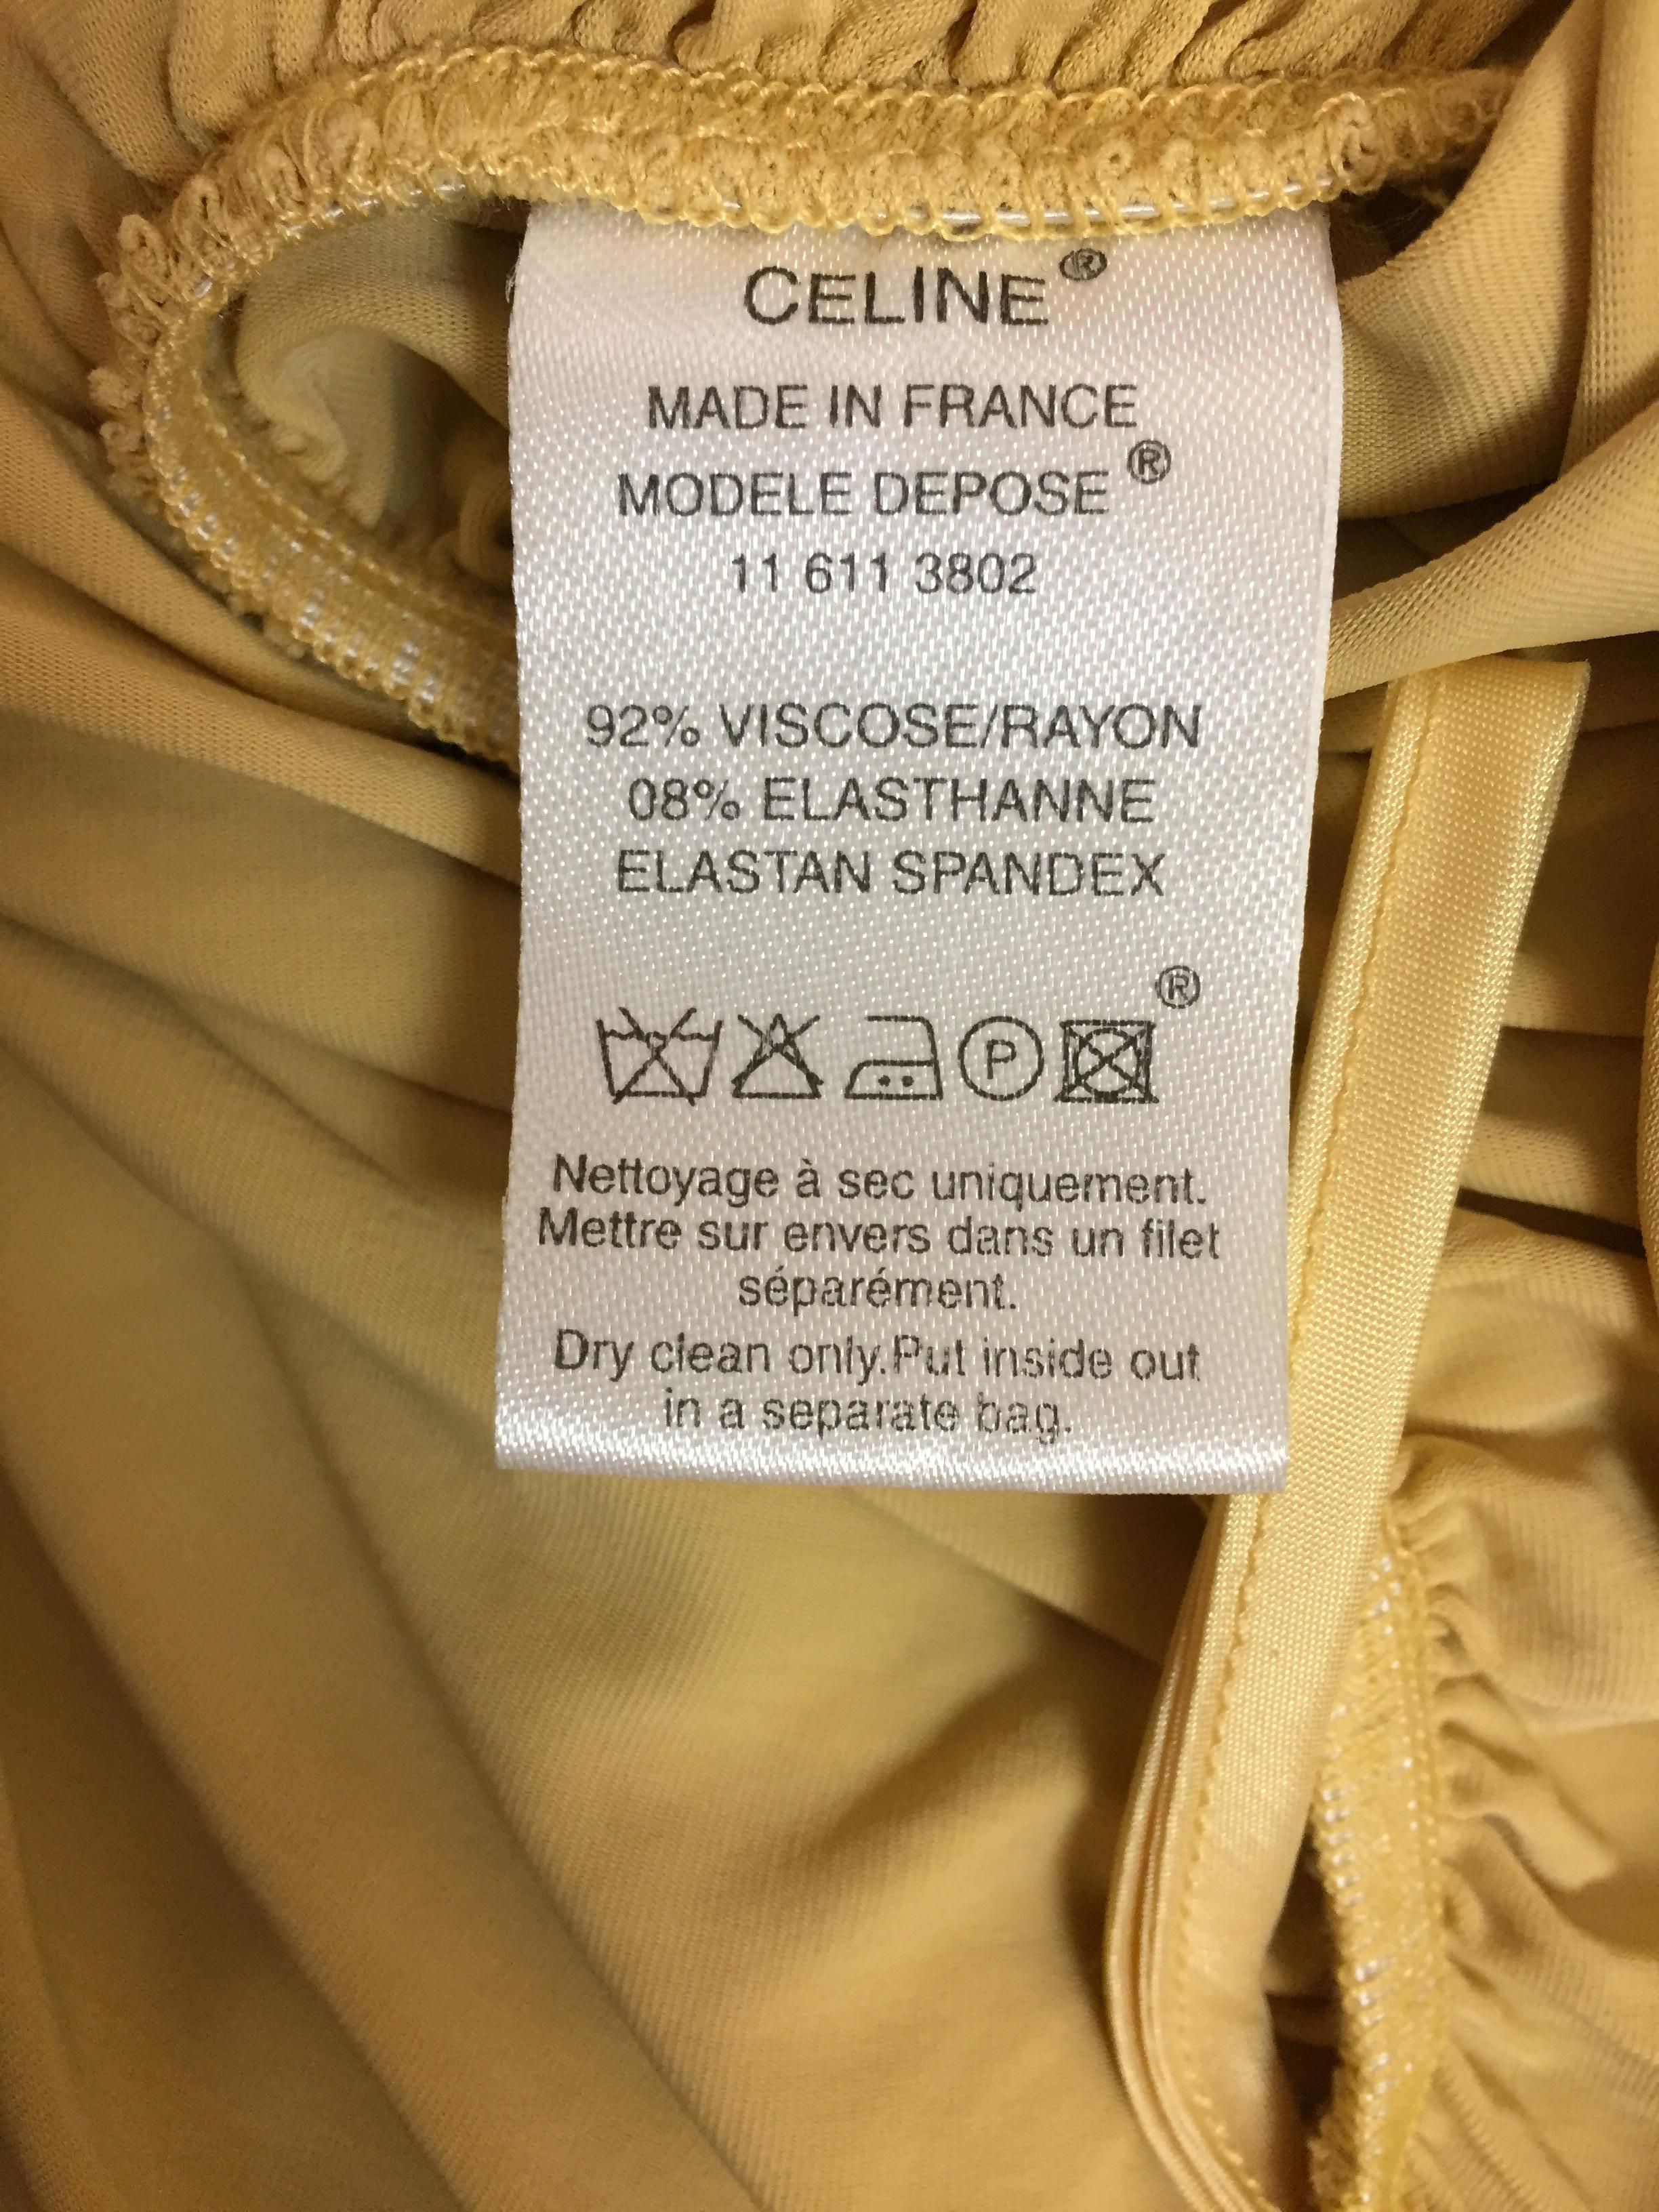 CELINE®
MADE IN FRANCE
MODELE DEPOSE®
11 611 3802
92% VISCOSE/RAYON
08% ELASTHANNE
ELASTAN SPANDEX
®
P
Nettoyage à sec uniquement.
Mettre sur envers dans un filet
séparément.
Dry clean only.Put inside out
in a separate bag.